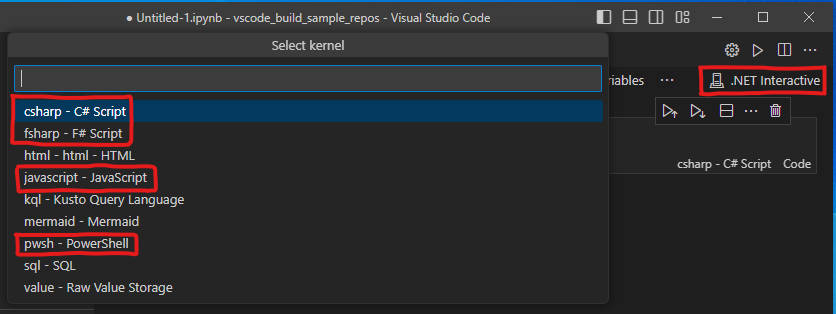 ● Untitled-1.ipynb - vscode_build_sample_repos - Visual Studio Code
Select kernel
csharp - C# Script
fsharp - F# Script
html - html - HTML
javascript - JavaScript
kql - Kusto Query Language
mermaid - Mermaid
pwsh - PowerShell
sql - SQL
value - Raw Value Storage
···
riables ··· .NET Interactive
···
csharp - C# Script Code